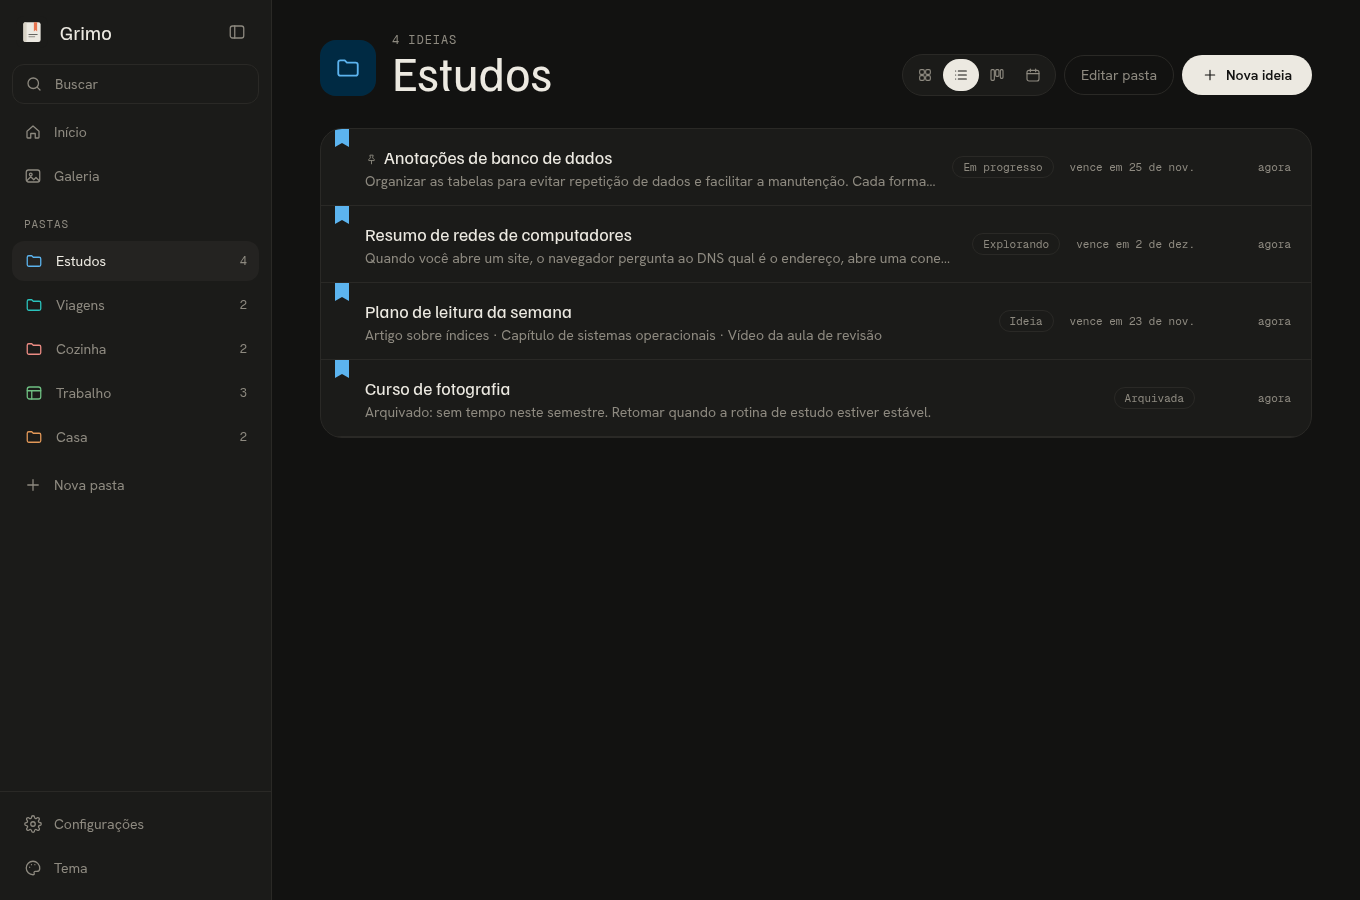 Grimo
Buscar
Início
Galeria
PASTAS
Estudos 4
Viagens 2
Cozinha 2
Trabalho 3
Casa 2
Nova pasta
Configurações
Tema
4 IDEIAS
Estudos
Editar pasta
Nova ideia
Anotações de banco de dados
Organizar as tabelas para evitar repetição de dados e facilitar a manutenção. Cada forma…
Em progresso vence em 25 de nov. agora
Resumo de redes de computadores
Quando você abre um site, o navegador pergunta ao DNS qual é o endereço, abre uma cone…
Explorando vence em 2 de dez. agora
Plano de leitura da semana
Artigo sobre índices · Capítulo de sistemas operacionais · Vídeo da aula de revisão
Ideia vence em 23 de nov. agora
Curso de fotografia
Arquivado: sem tempo neste semestre. Retomar quando a rotina de estudo estiver estável.
Arquivada agora